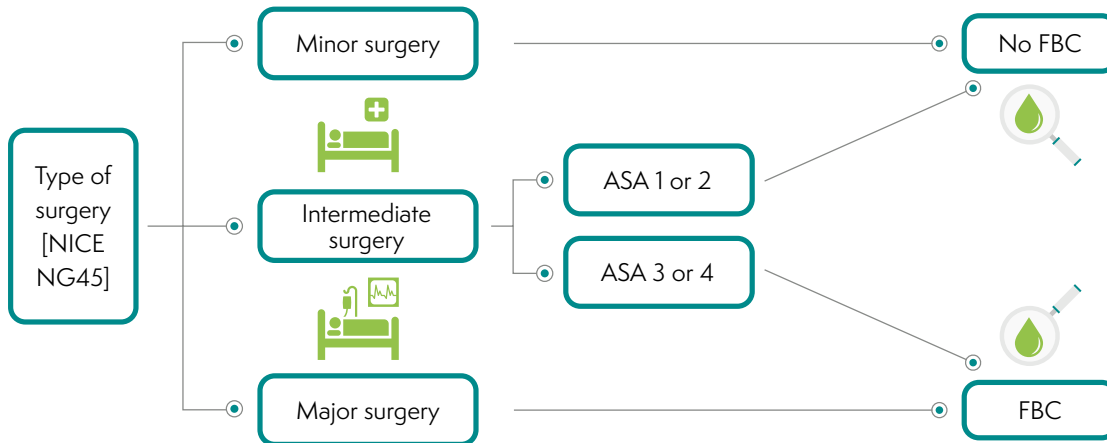 Type of
surgery
[NICE
NG45]
Minor surgery
Intermediate
surgery
Major surgery
ASA 1 or 2
ASA 3 or 4
No FBC
FBC